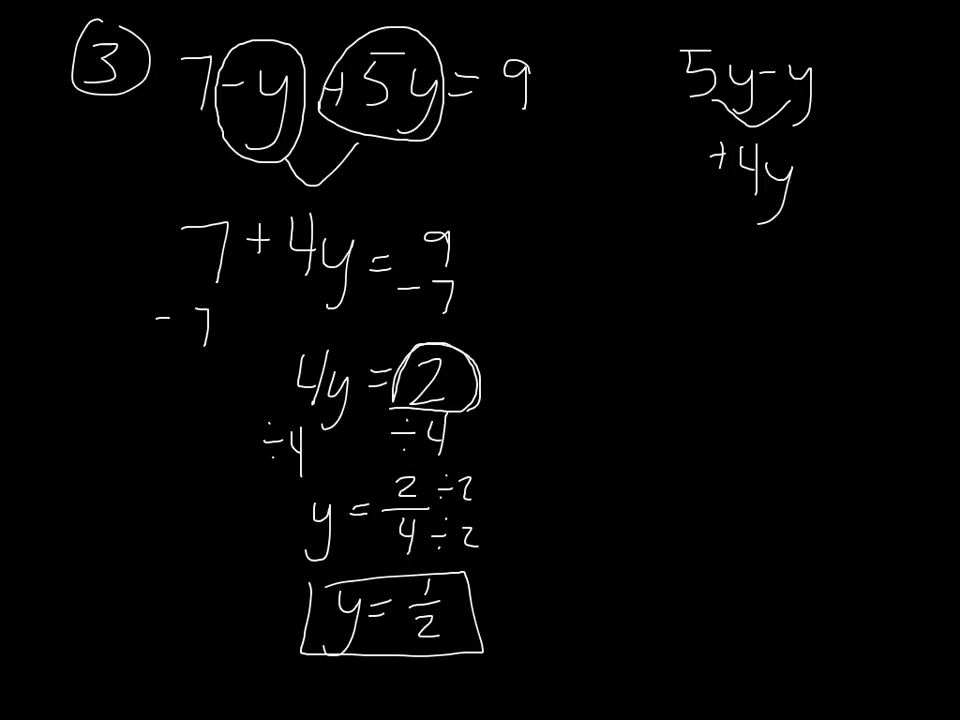 3 7 - y + 5y = 9
5y - y
+ 4y
7 + 4y = 9
- 7 - 7
4y = 2
÷4 ÷4
y = 2/4 ÷2/÷2
y = 1/2